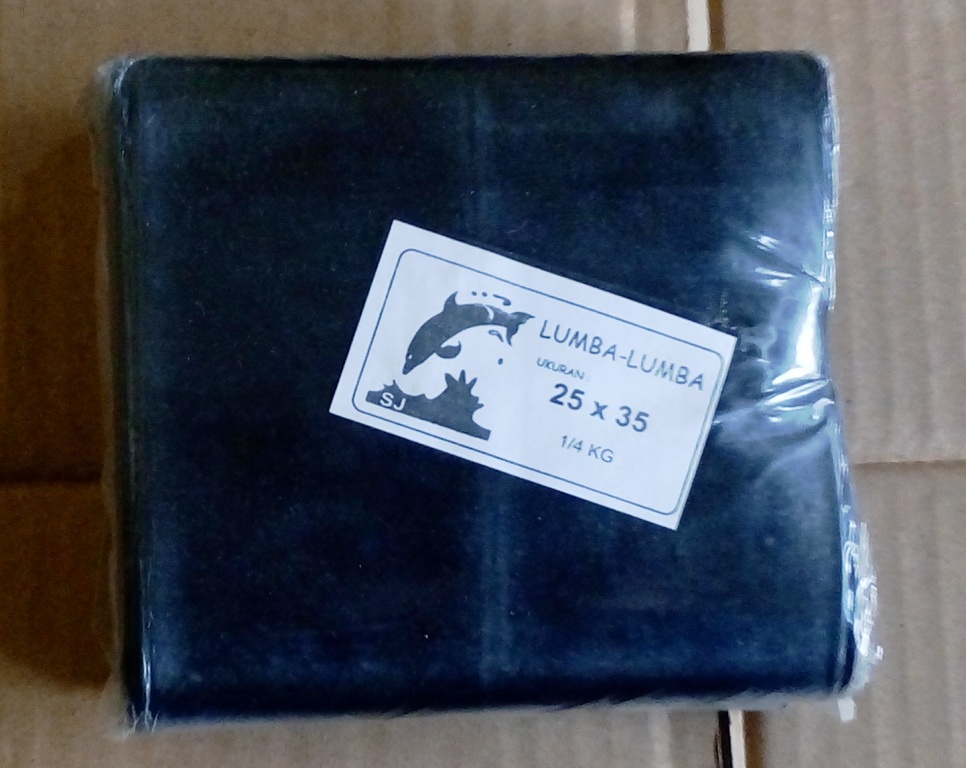 LUMBA-LUMBA
UKURAN :
25 x 35
1/4 KG
SJ